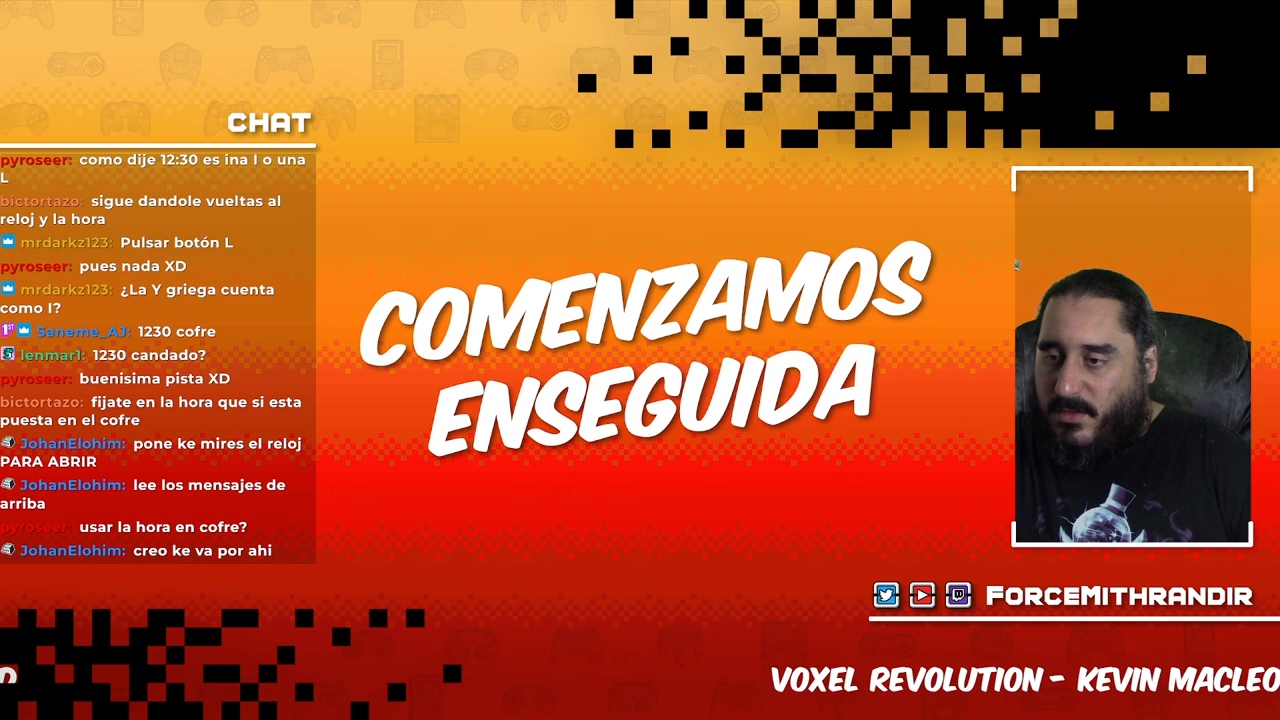 CHAT
pyroseer: como dije 12:30 es ina I o una
L
bictortazo: sigue dandole vueltas al
reloj y la hora
mrdarkz123: Pulsar botón L
pyroseer: pues nada XD
mrdarkz123: ¿La Y griega cuenta
como I?
1ST Saneme_AJ: 1230 cofre
lenmar1: 1230 candado?
pyroseer: buenisima pista XD
bictortazo: fijate en la hora que si esta
puesta en el cofre
JohanElohim: pone ke mires el reloj
PARA ABRIR
JohanElohim: lee los mensajes de
arriba
pyroseer: usar la hora en cofre?
JohanElohim: creo ke va por ahi
COMENZAMOS
ENSEGUIDA
FORCEMITHRANDIR
VOXEL REVOLUTION - KEVIN MACLEO